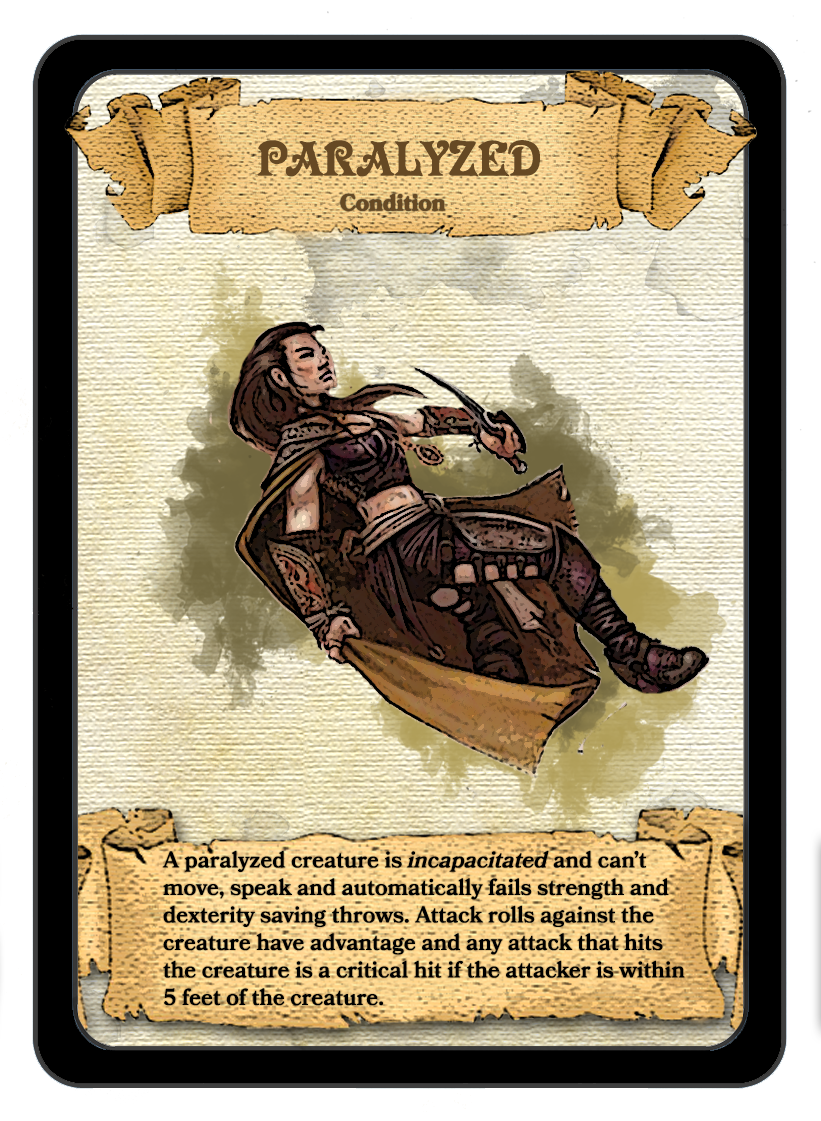 PARALYZED
Condition
A paralyzed creature is incapacitated and can't
move, speak and automatically fails strength and
dexterity saving throws. Attack rolls against the
creature have advantage and any attack that hits
the creature is a critical hit if the attacker is within
5 feet of the creature.